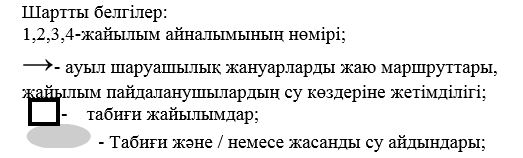 Шартты белгілер:
1,2,3,4-жайылым айналымының нөмірі;
→- ауыл шаруашылық жануарларды жаю маршруттары,
жайылым пайдаланушылардың су көздеріне жетімділігі;
- табиғи жайылымдар;
- Табиғи және / немесе жасанды су айдындары;